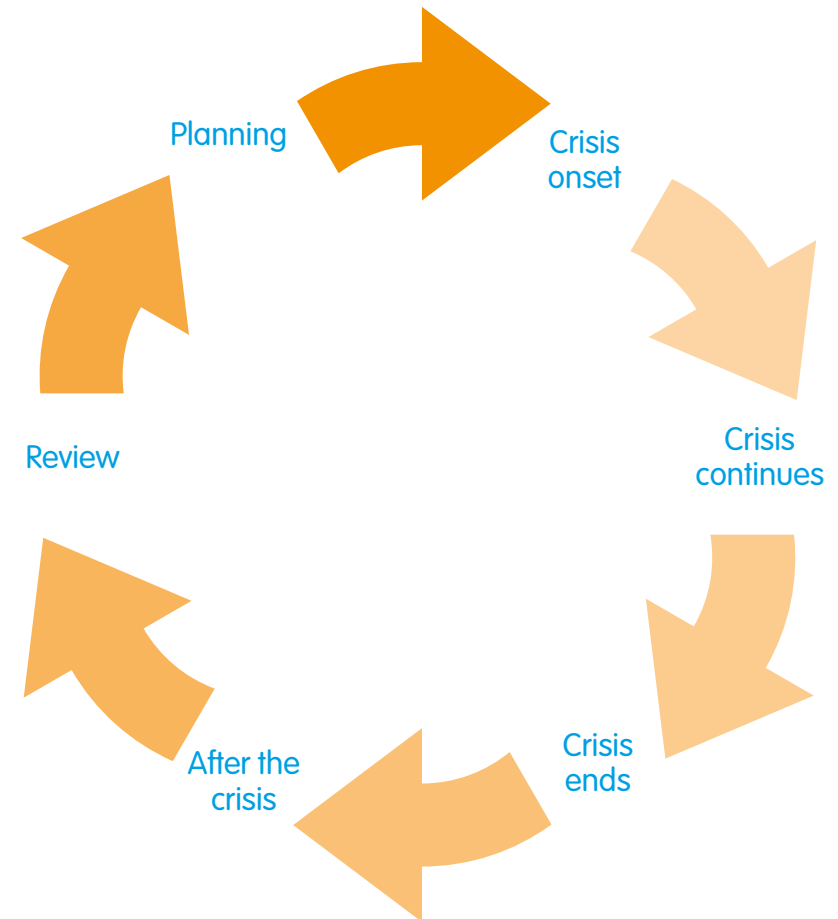 Planning
Crisis
onset
Crisis
continues
Crisis
ends
After the
crisis
Review